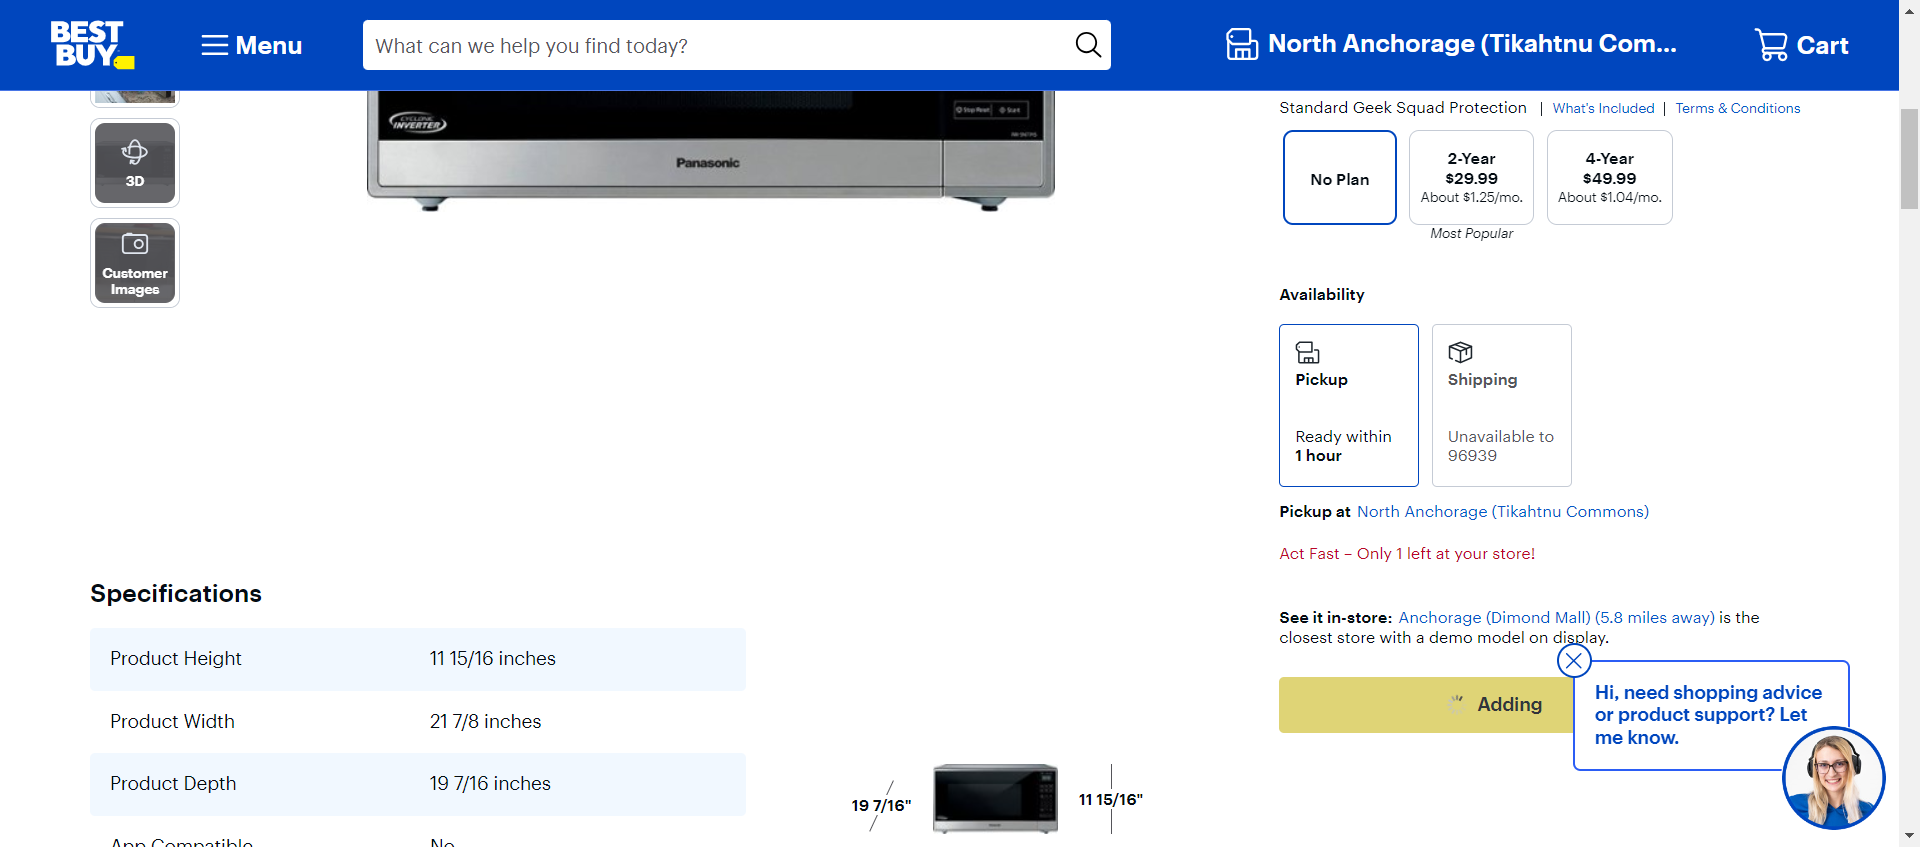 BEST
BUY
Menu
What can we help you find today?
North Anchorage (Tikahtnu Com...
Cart
3D
Customer
Images
CYCLONIC
INVERTER
Stop/Reset
Start
Panasonic
Standard Geek Squad Protection | What's Included | Terms & Conditions
No Plan
2-Year
$29.99
About $1.25/mo.
Most Popular
4-Year
$49.99
About $1.04/mo.
Availability
Pickup
Ready within
1 hour
Shipping
Unavailable to
96939
Pickup at North Anchorage (Tikahtnu Commons)
Act Fast – Only 1 left at your store!
See it in-store: Anchorage (Dimond Mall) (5.8 miles away) is the
closest store with a demo model on display.
Adding
Hi, need shopping advice
or product support? Let
me know.
Specifications
Product Height 11 15/16 inches
Product Width 21 7/8 inches
Product Depth 19 7/16 inches
App Compatible No
19 7/16"
11 15/16"